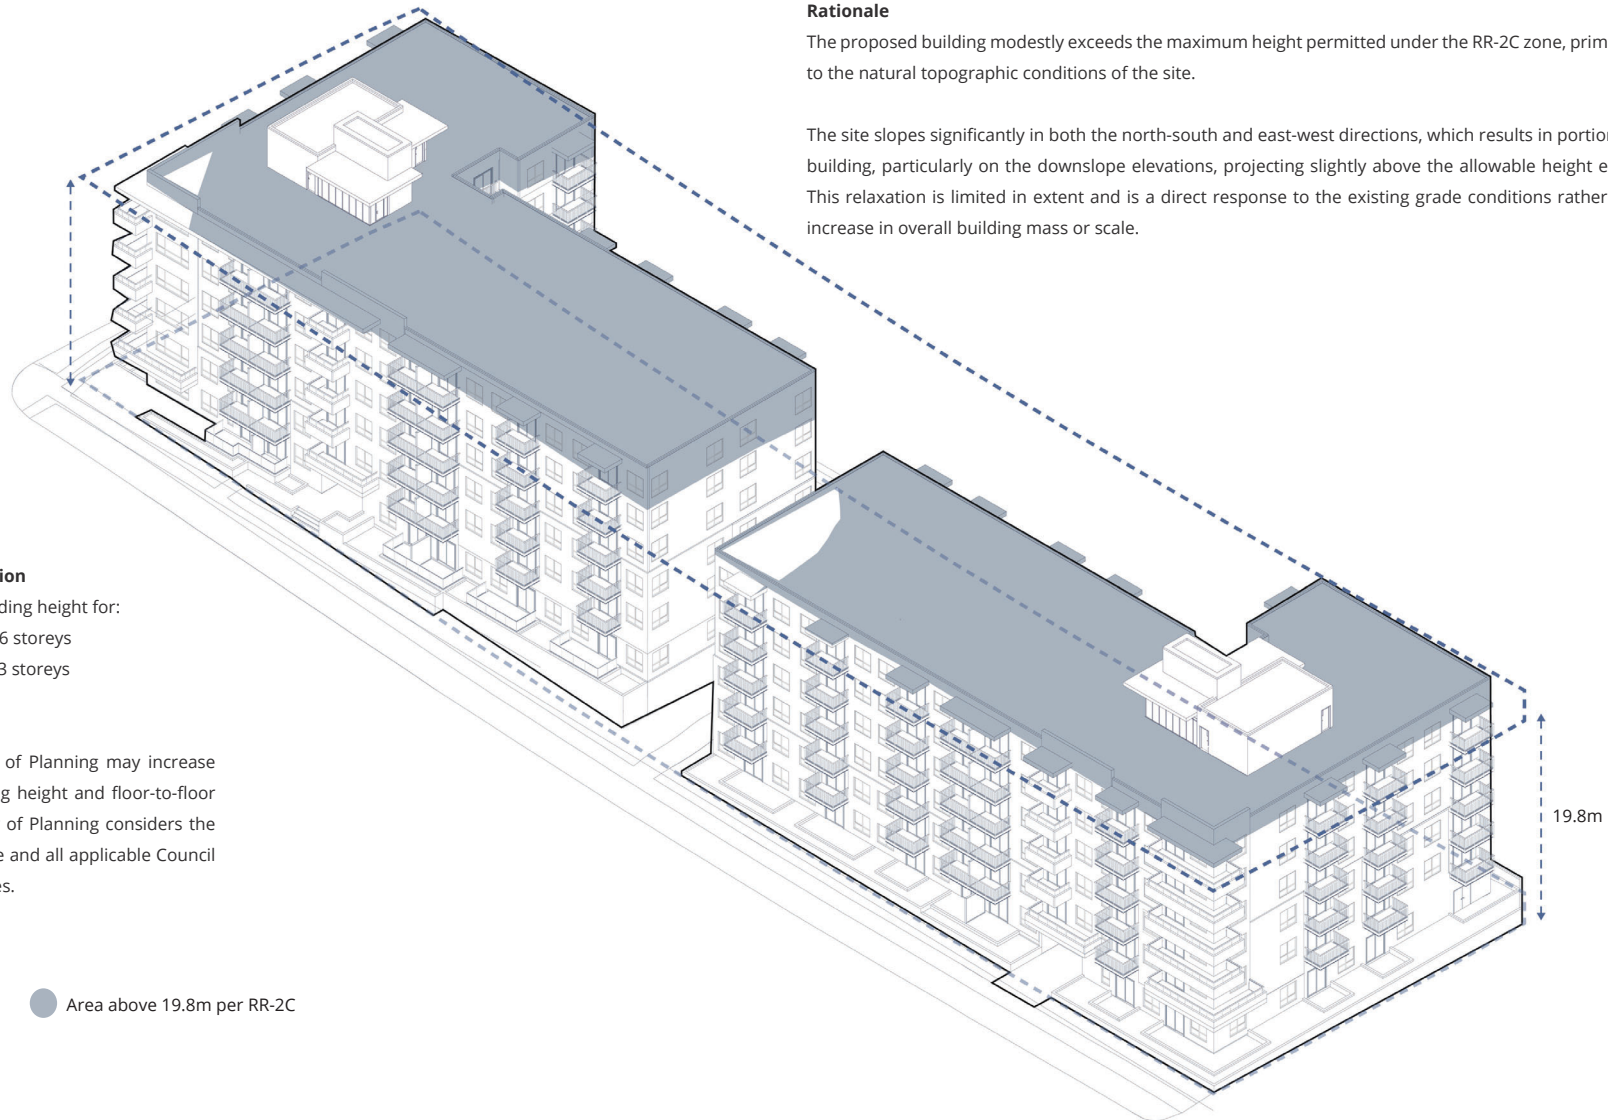 Rationale
The proposed building modestly exceeds the maximum height permitted under the RR-2C zone,
to the natural topographic conditions of the site.
The site slopes significantly in both the north-south and east-west directions, which results in
building, particularly on the downslope elevations, projecting slightly above the allowable height
This relaxation is limited in extent and is a direct response to the existing grade conditions rather
increase in overall building mass or scale.
height for:
6 storeys
3 storeys
of Planning may increase
height and floor-to-floor
of Planning considers the
and all applicable Council
19.8m
Area above 19.8m per RR-2C